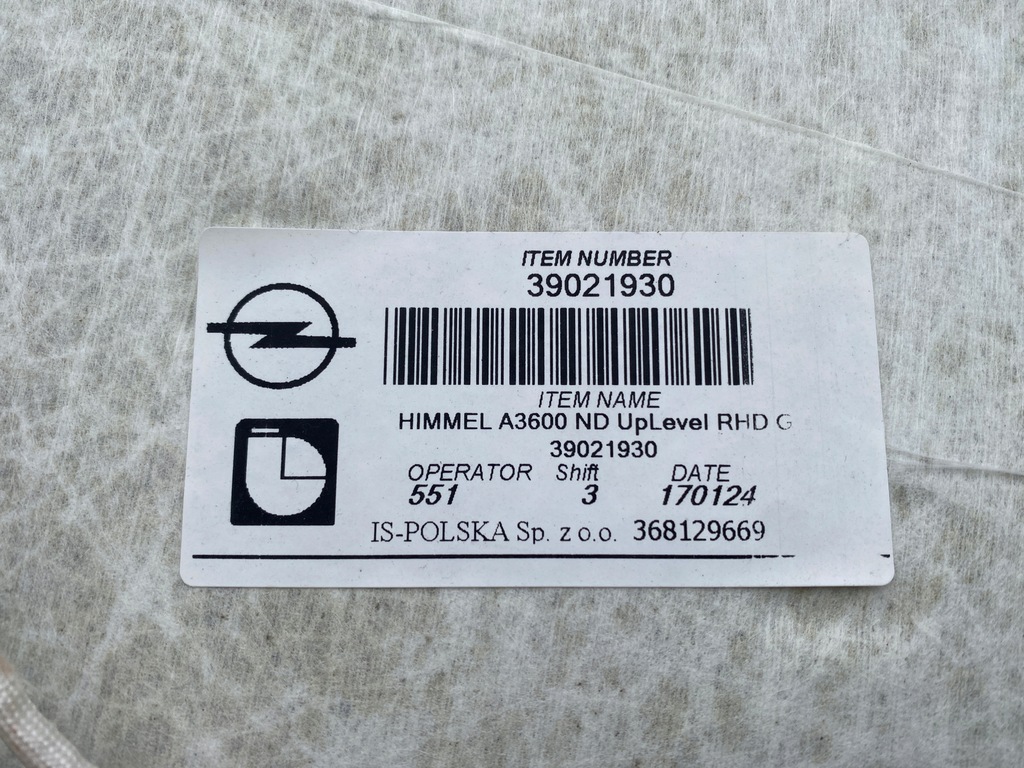 ITEM NUMBER
39021930
ITEM NAME
HIMMEL A3600 ND UpLevel RHD G
39021930
OPERATOR Shift DATE
551 3 170124
IS-POLSKA Sp. z o.o. 368129669